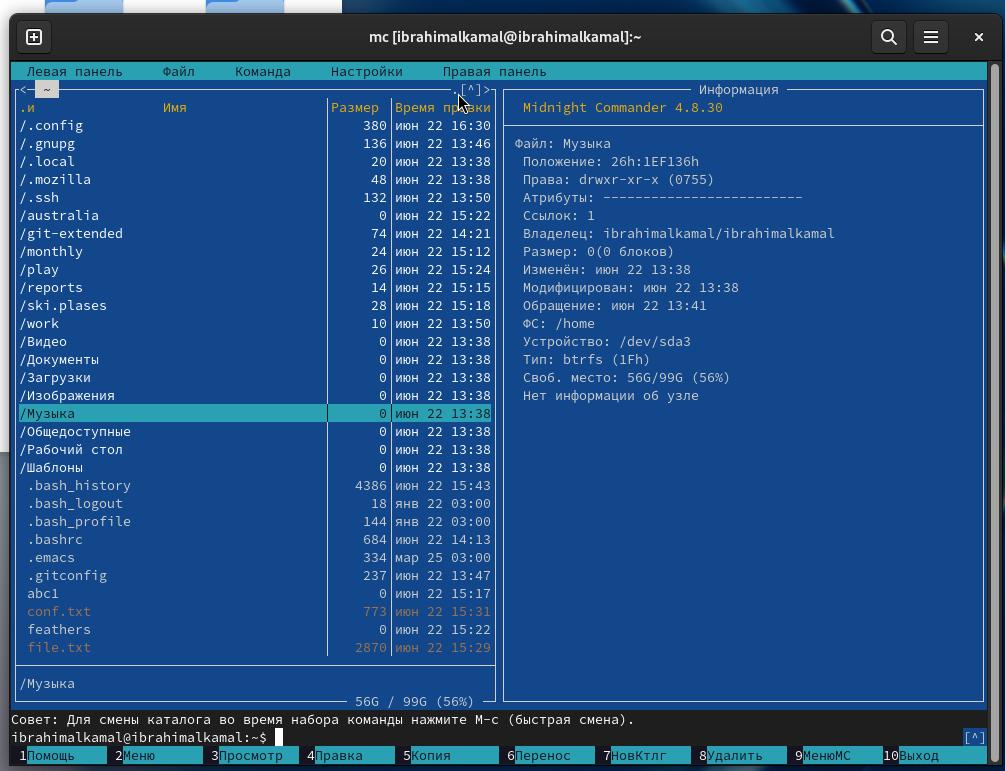 mc [ibrahimalkamal@ibrahimalkamal]:~
Левая панель Файл Команда Настройки Правая панель
<- ~ .[^]>
.и Имя Размер Время правки
/.config 380 июн 22 16:30
/.gnupg 136 июн 22 13:46
/.local 20 июн 22 13:38
/.mozilla 48 июн 22 13:38
/.ssh 132 июн 22 13:50
/australia 0 июн 22 15:22
/git-extended 74 июн 22 14:21
/monthly 24 июн 22 15:12
/play 26 июн 22 15:24
/reports 14 июн 22 15:15
/ski.plases 28 июн 22 15:18
/work 10 июн 22 13:50
/Видео 0 июн 22 13:38
/Документы 0 июн 22 13:38
/Загрузки 0 июн 22 13:38
/Изображения 0 июн 22 13:38
/Музыка 0 июн 22 13:38
/Общедоступные 0 июн 22 13:38
/Рабочий стол 0 июн 22 13:38
/Шаблоны 0 июн 22 13:38
.bash_history 4386 июн 22 15:43
.bash_logout 18 янв 22 03:00
.bash_profile 144 янв 22 03:00
.bashrc 684 июн 22 14:13
.emacs 334 мар 25 03:00
.gitconfig 237 июн 22 13:47
abc1 0 июн 22 15:17
conf.txt 773 июн 22 15:31
feathers 0 июн 22 15:22
file.txt 2870 июн 22 15:29
/Музыка
56G / 99G (56%)
Информация
Midnight Commander 4.8.30
Файл: Музыка
Положение: 26h:1EF136h
Права: drwxr-xr-x (0755)
Атрибуты: -------------------------
Ссылок: 1
Владелец: ibrahimalkamal/ibrahimalkamal
Размер: 0(0 блоков)
Изменён: июн 22 13:38
Модифицирован: июн 22 13:38
Обращение: июн 22 13:41
ФС: /home
Устройство: /dev/sda3
Тип: btrfs (1Fh)
Своб. место: 56G/99G (56%)
Нет информации об узле
Совет: Для смены каталога во время набора команды нажмите M-c (быстрая смена).
ibrahimalkamal@ibrahimalkamal:~$ [^]
1Помощь 2Меню 3Просмотр 4Правка 5Копия 6Перенос 7НовКтлг 8Удалить 9МенюМС 10Выход